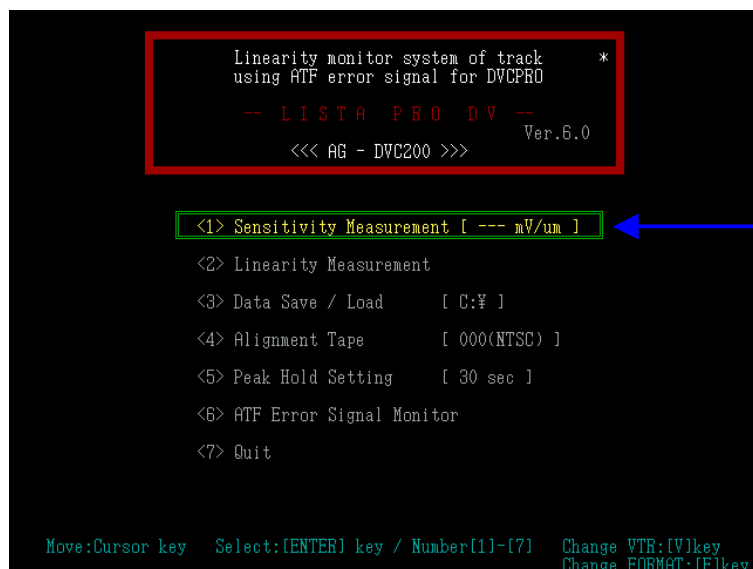 Linearity monitor system of track *
using ATF error signal for DVCPRO
-- L I S T A P R O D V --
Ver.6.0
<<< AG - DVC200 >>>
<1> Sensitivity Measurement [ --- mV/um ]
<2> Linearity Measurement
<3> Data Save / Load [ C:¥ ]
<4> Alignment Tape [ 000(NTSC) ]
<5> Peak Hold Setting [ 30 sec ]
<6> ATF Error Signal Monitor
<7> Quit
Move:Cursor key Select:[ENTER] key / Number[1]-[7] Change VTR:[V]key
Change FORMAT:[F]key